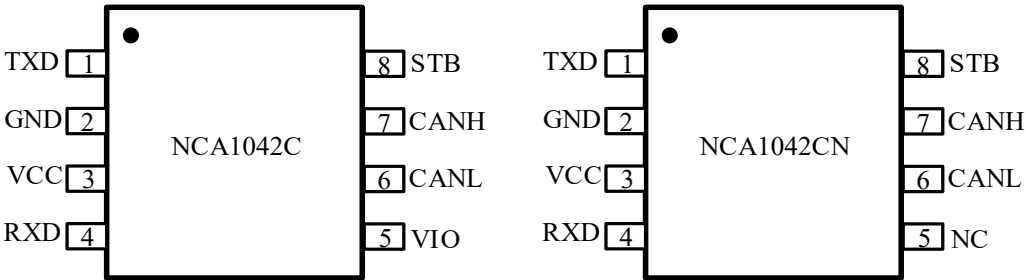 TXD 1 8 STB TXD 1 8 STB
GND 2 7 CANH GND 2 7 CANH
NCA1042C NCA1042CN
VCC 3 6 CANL VCC 3 6 CANL
RXD 4 5 VIO RXD 4 5 NC